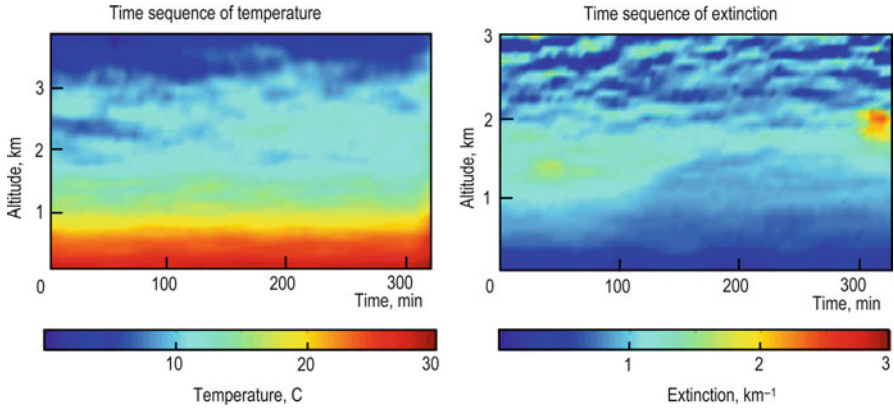 Time sequence of temperature
Altitude, km
3
2
1
0
100
200
300
Time, min
10
20
30
Temperature, C
Time sequence of extinction
Altitude, km
3
2
1
0
100
200
300
Time, min
1
2
3
Extinction, km⁻¹